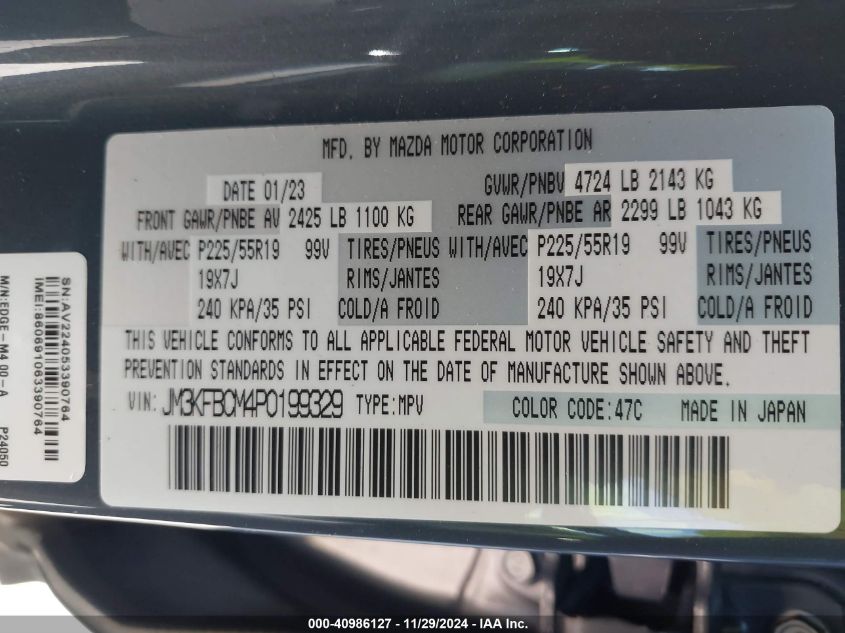 MFD. BY MAZDA MOTOR CORPORATION
DATE 01/23 GVWR/PNBV 4724 LB 2143 KG
FRONT GAWR/PNBE AV 2425 LB 1100 KG REAR GAWR/PNBE AR 2299 LB 1043 KG
WITH/AVEC P225/55R19 99V TIRES/PNEUS WITH/AVEC P225/55R19 99V TIRES/PNEUS
19X7J RIMS/JANTES 19X7J RIMS/JANTES
240 KPA/35 PSI COLD/A FROID 240 KPA/35 PSI COLD/A FROID
THIS VEHICLE CONFORMS TO ALL APPLICABLE FEDERAL MOTOR VEHICLE SAFETY AND THEFT
PREVENTION STANDARDS IN EFFECT ON THE DATE OF MANUFACTURE SHOWN ABOVE.
VIN: JM3KFBCM4P0199329 TYPE:MPV COLOR CODE:47C MADE IN JAPAN
SN:AV224053390764
IMEI:860691063390764
M/N:EDGE-M4 00-A P24050
000-40986127 - 11/29/2024 - IAA Inc.